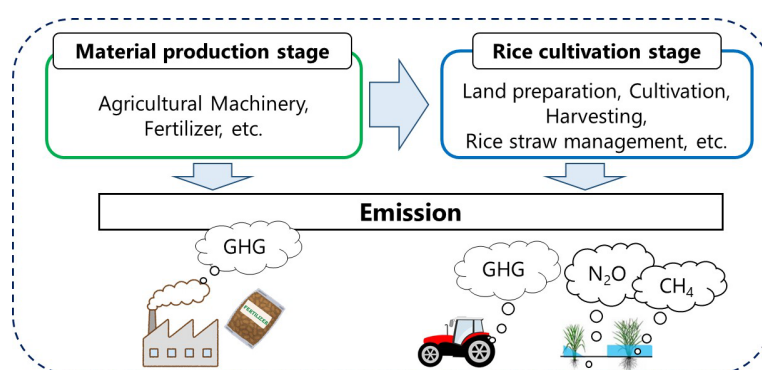 Material production stage
Agricultural Machinery,
Fertilizer, etc.
Rice cultivation stage
Land preparation, Cultivation,
Harvesting,
Rice straw management, etc.
Emission
GHG
FERTILIZER
GHG
N₂O
CH₄